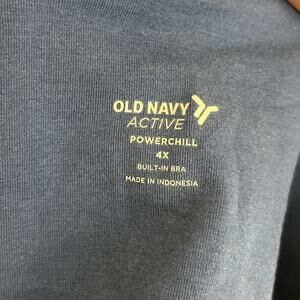 OLD NAVY
ACTIVE
POWERCHILL
4X
BUILT-IN BRA
MADE IN INDONESIA